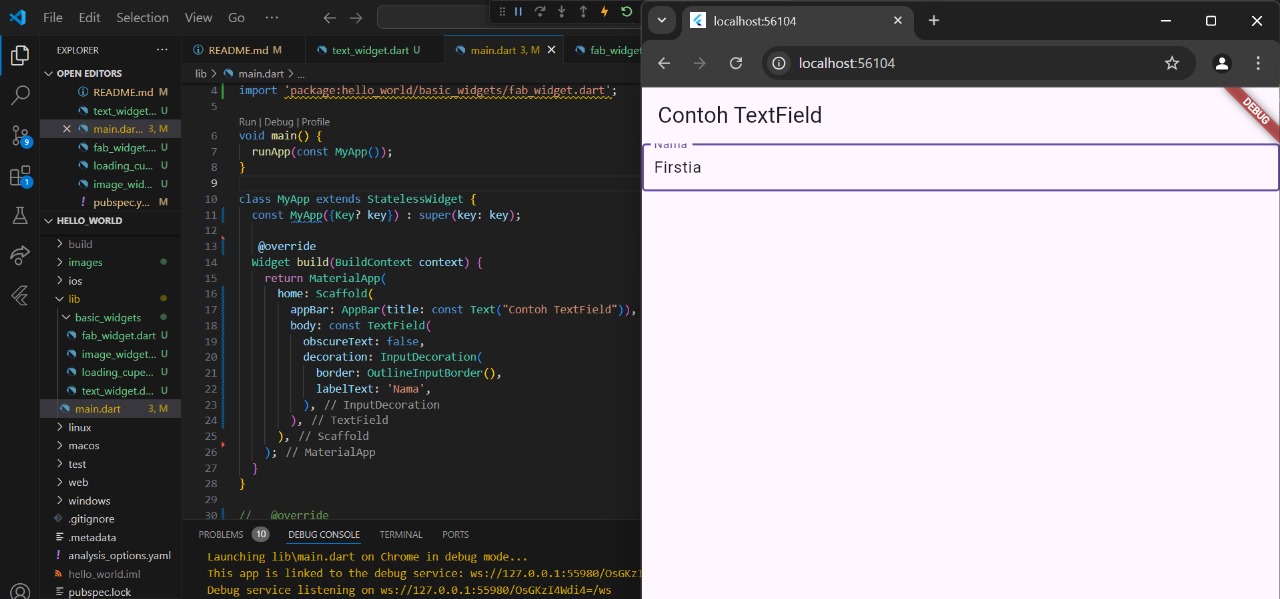 File Edit Selection View Go ...
localhost:56104
EXPLORER ...
README.md M
text_widget.dart U
main.dart 3, M
fab_widget
localhost:56104
OPEN EDITORS
lib > main.dart > ...
README.md M
4 import 'package:hello_world/basic_widgets/fab_widget.dart';
text_widget... U
5
main.dar... 3, M
Run | Debug | Profile
fab_widget.... U
6 void main() {
loading_cu... U
7 runApp(const MyApp());
image_wid... U
8 }
pubspec.y... M
9
HELLO_WORLD
10 class MyApp extends StatelessWidget {
11 const MyApp({Key? key}) : super(key: key);
build
12
images
13 @override
ios
14 Widget build(BuildContext context) {
lib
15 return MaterialApp(
basic_widgets
16 home: Scaffold(
fab_widget.dart U
17 appBar: AppBar(title: const Text("Contoh TextField")),
image_widget... U
18 body: const TextField(
loading_cupe... U
19 obscureText: false,
text_widget.d... U
20 decoration: InputDecoration(
main.dart 3, M
21 border: OutlineInputBorder(),
linux
22 labelText: 'Nama',
macos
23 ), // InputDecoration
test
24 ), // TextField
web
25 ), // Scaffold
windows
26 ); // MaterialApp
.gitignore
27 }
.metadata
28 }
analysis_options.yaml
29
hello_world.iml
30 // @override
pubspec.lock
9
1
PROBLEMS 10 DEBUG CONSOLE TERMINAL PORTS
Launching lib\main.dart on Chrome in debug mode...
This app is linked to the debug service: ws://127.0.0.1:55980/OsGKzI
Debug service listening on ws://127.0.0.1:55980/OsGKzI4Wdi4=/ws
Contoh TextField
DEBUG
Nama
Firstia